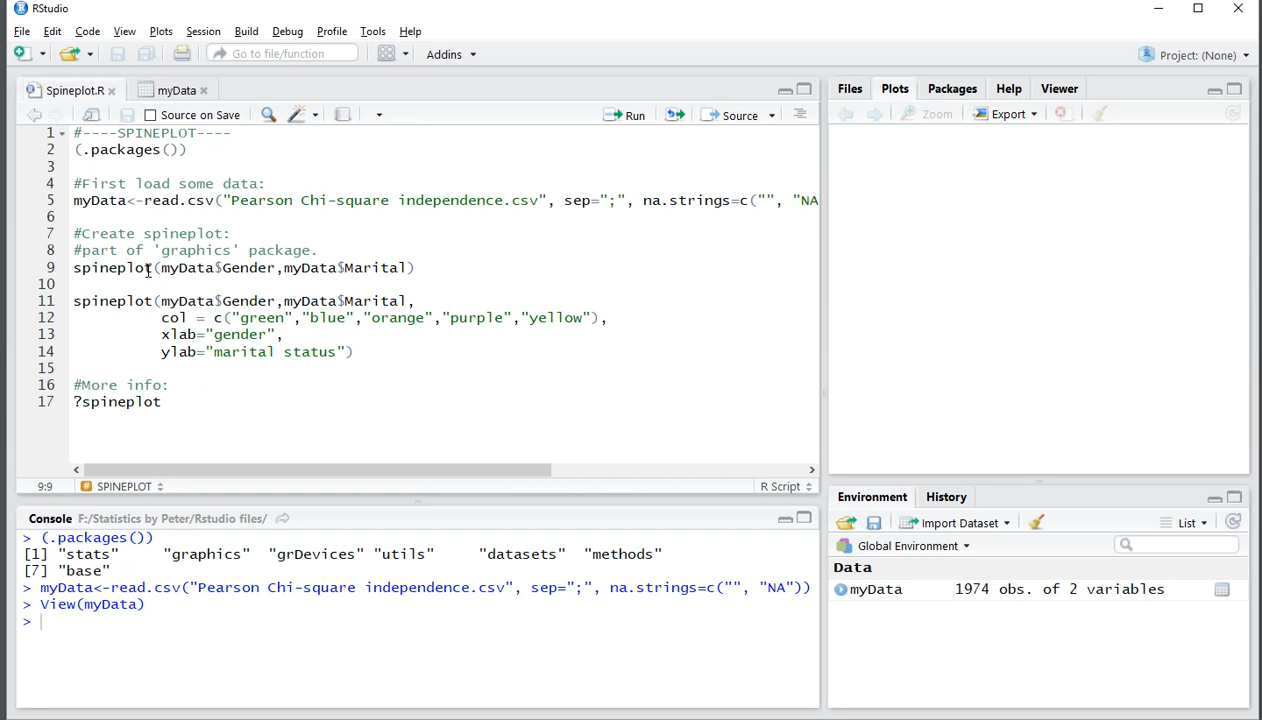 RStudio
File Edit Code View Plots Session Build Debug Profile Tools Help
Go to file/function Addins Project: (None)
Spineplot.R myData
Source on Save Run Source
1 #----SPINEPLOT----
2 (.packages())
3
4 #First load some data:
5 myData<-read.csv("Pearson Chi-square independence.csv", sep=";", na.strings=c("", "NA
6
7 #Create spineplot:
8 #part of 'graphics' package.
9 spineplot(myData$Gender,myData$Marital)
10
11 spineplot(myData$Gender,myData$Marital,
12 col = c("green","blue","orange","purple","yellow"),
13 xlab="gender",
14 ylab="marital status")
15
16 #More info:
17 ?spineplot
9:9 SPINEPLOT R Script
Console F:/Statistics by Peter/Rstudio files/
> (.packages())
[1] "stats" "graphics" "grDevices" "utils" "datasets" "methods"
[7] "base"
> myData<-read.csv("Pearson Chi-square independence.csv", sep=";", na.strings=c("", "NA"))
> View(myData)
>
Files Plots Packages Help Viewer
Zoom Export
Environment History
Import Dataset List
Global Environment
Data
myData 1974 obs. of 2 variables